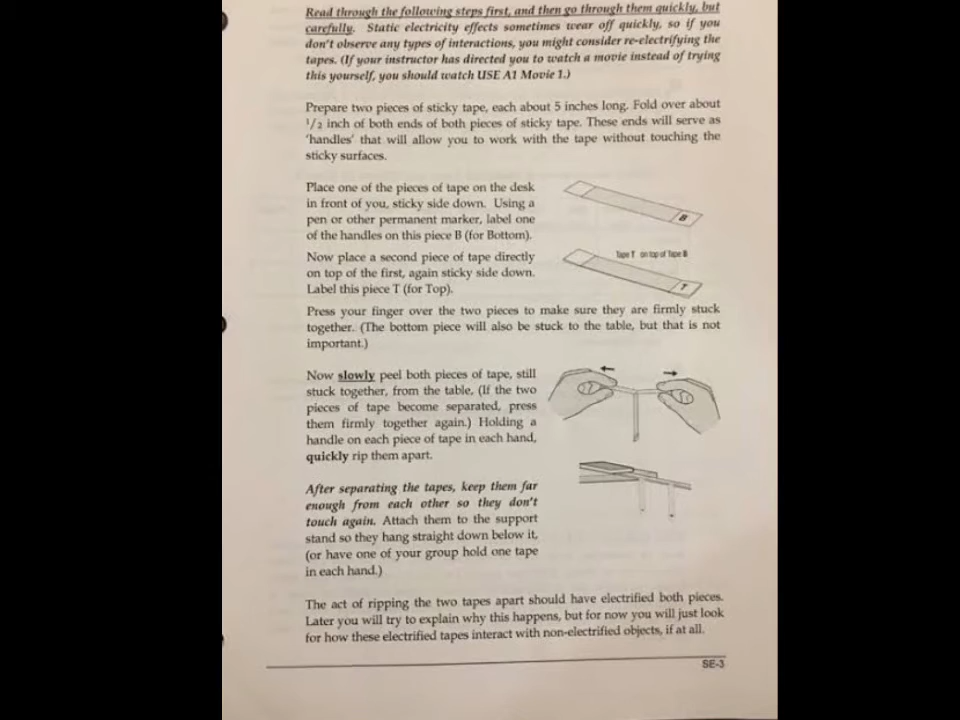 Read through the following steps first, and then go through them quickly, but
carefully. Static electricity effects sometimes wear off quickly, so if you
don't observe any types of interactions, you might consider re-electrifying the
tapes. (If your instructor has directed you to watch a movie instead of trying
this yourself, you should watch USE A1 Movie 1.)
Prepare two pieces of sticky tape, each about 5 inches long. Fold over about
1/2 inch of both ends of both pieces of sticky tape. These ends will serve as
'handles' that will allow you to work with the tape without touching the
sticky surfaces.
Place one of the pieces of tape on the desk
in front of you, sticky side down. Using a
pen or other permanent marker, label one
of the handles on this piece B (for Bottom).
B
Now place a second piece of tape directly
on top of the first, again sticky side down.
Label this piece T (for Top).
Tape T on top of Tape B
T
Press your finger over the two pieces to make sure they are firmly stuck
together. (The bottom piece will also be stuck to the table, but that is not
important.)
Now slowly peel both pieces of tape, still
stuck together, from the table. (If the two
pieces of tape become separated, press
them firmly together again.) Holding a
handle on each piece of tape in each hand,
quickly rip them apart.
After separating the tapes, keep them far
enough from each other so they don't
touch again. Attach them to the support
stand so they hang straight down below it,
(or have one of your group hold one tape
in each hand.)
The act of ripping the two tapes apart should have electrified both pieces.
Later you will try to explain why this happens, but for now you will just look
for how these electrified tapes interact with non-electrified objects, if at all.
SE-3